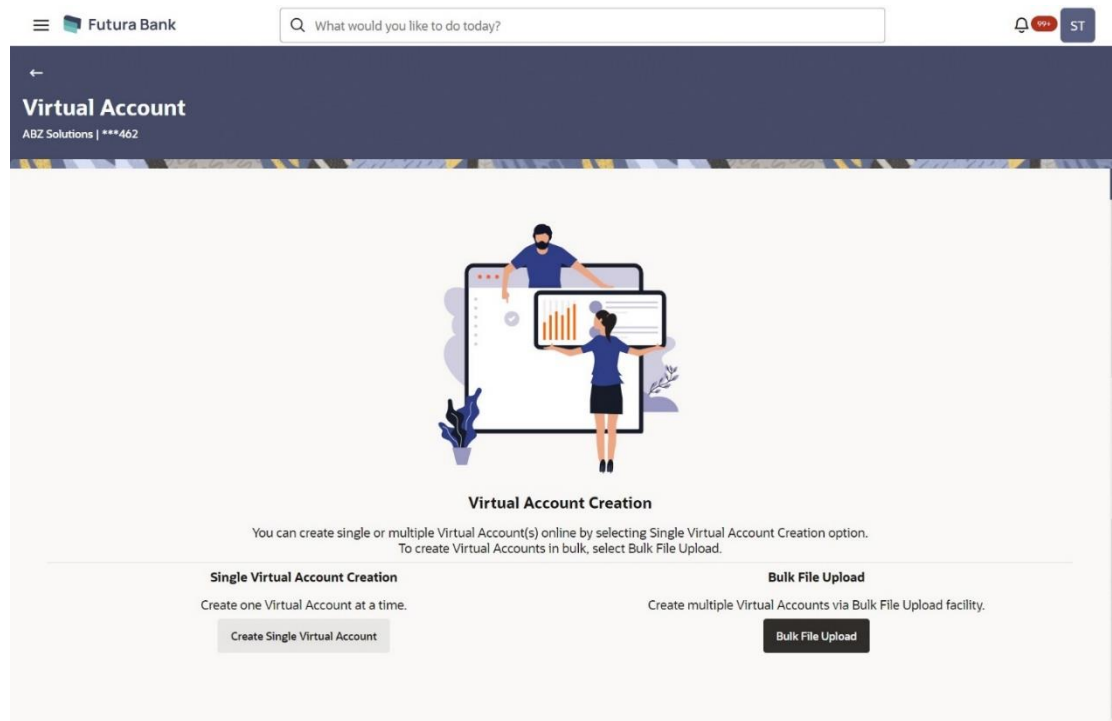 Futura Bank
What would you like to do today?
99+
ST
Virtual Account
ABZ Solutions | ***462
Virtual Account Creation
You can create single or multiple Virtual Account(s) online by selecting Single Virtual Account Creation option.
To create Virtual Accounts in bulk, select Bulk File Upload.
Single Virtual Account Creation
Create one Virtual Account at a time.
Create Single Virtual Account
Bulk File Upload
Create multiple Virtual Accounts via Bulk File Upload facility.
Bulk File Upload